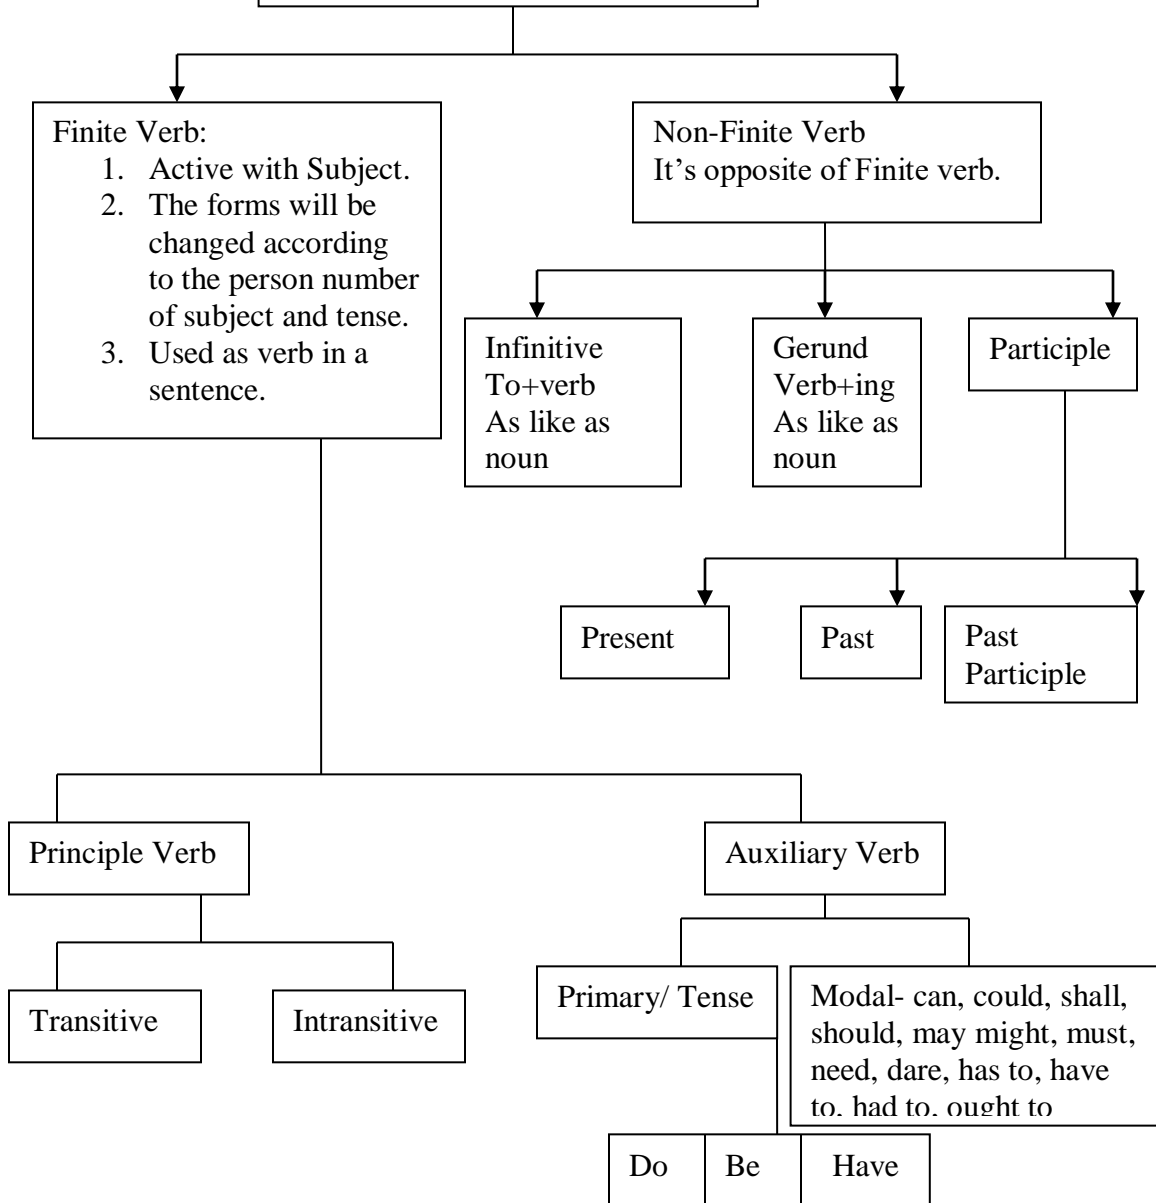 Finite Verb:
1. Active with Subject.
2. The forms will be
changed according
to the person number
of subject and tense.
3. Used as verb in a
sentence.
Non-Finite Verb
It’s opposite of Finite verb.
Infinitive
To+verb
As like as
noun
Gerund
Verb+ing
As like as
noun
Participle
Present
Past
Past
Participle
Principle Verb
Auxiliary Verb
Transitive
Intransitive
Primary/ Tense
Modal- can, could, shall,
should, may might, must,
need, dare, has to, have
to, had to, ought to
Do
Be
Have